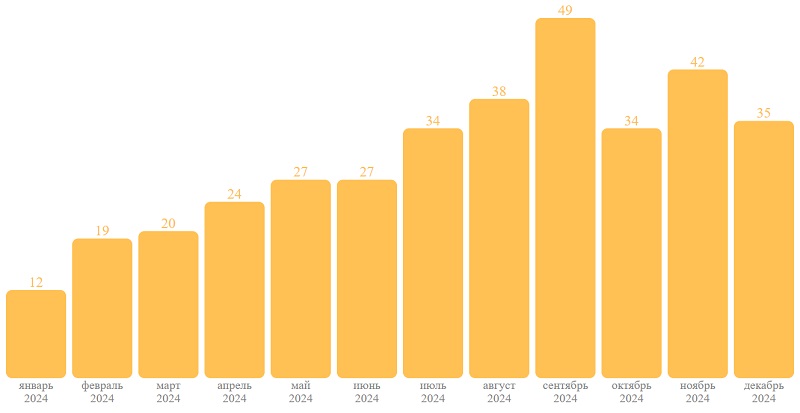 12
19
20
24
27
27
34
38
49
34
42
35
январь
2024
февраль
2024
март
2024
апрель
2024
май
2024
июнь
2024
июль
2024
август
2024
сентябрь
2024
октябрь
2024
ноябрь
2024
декабрь
2024